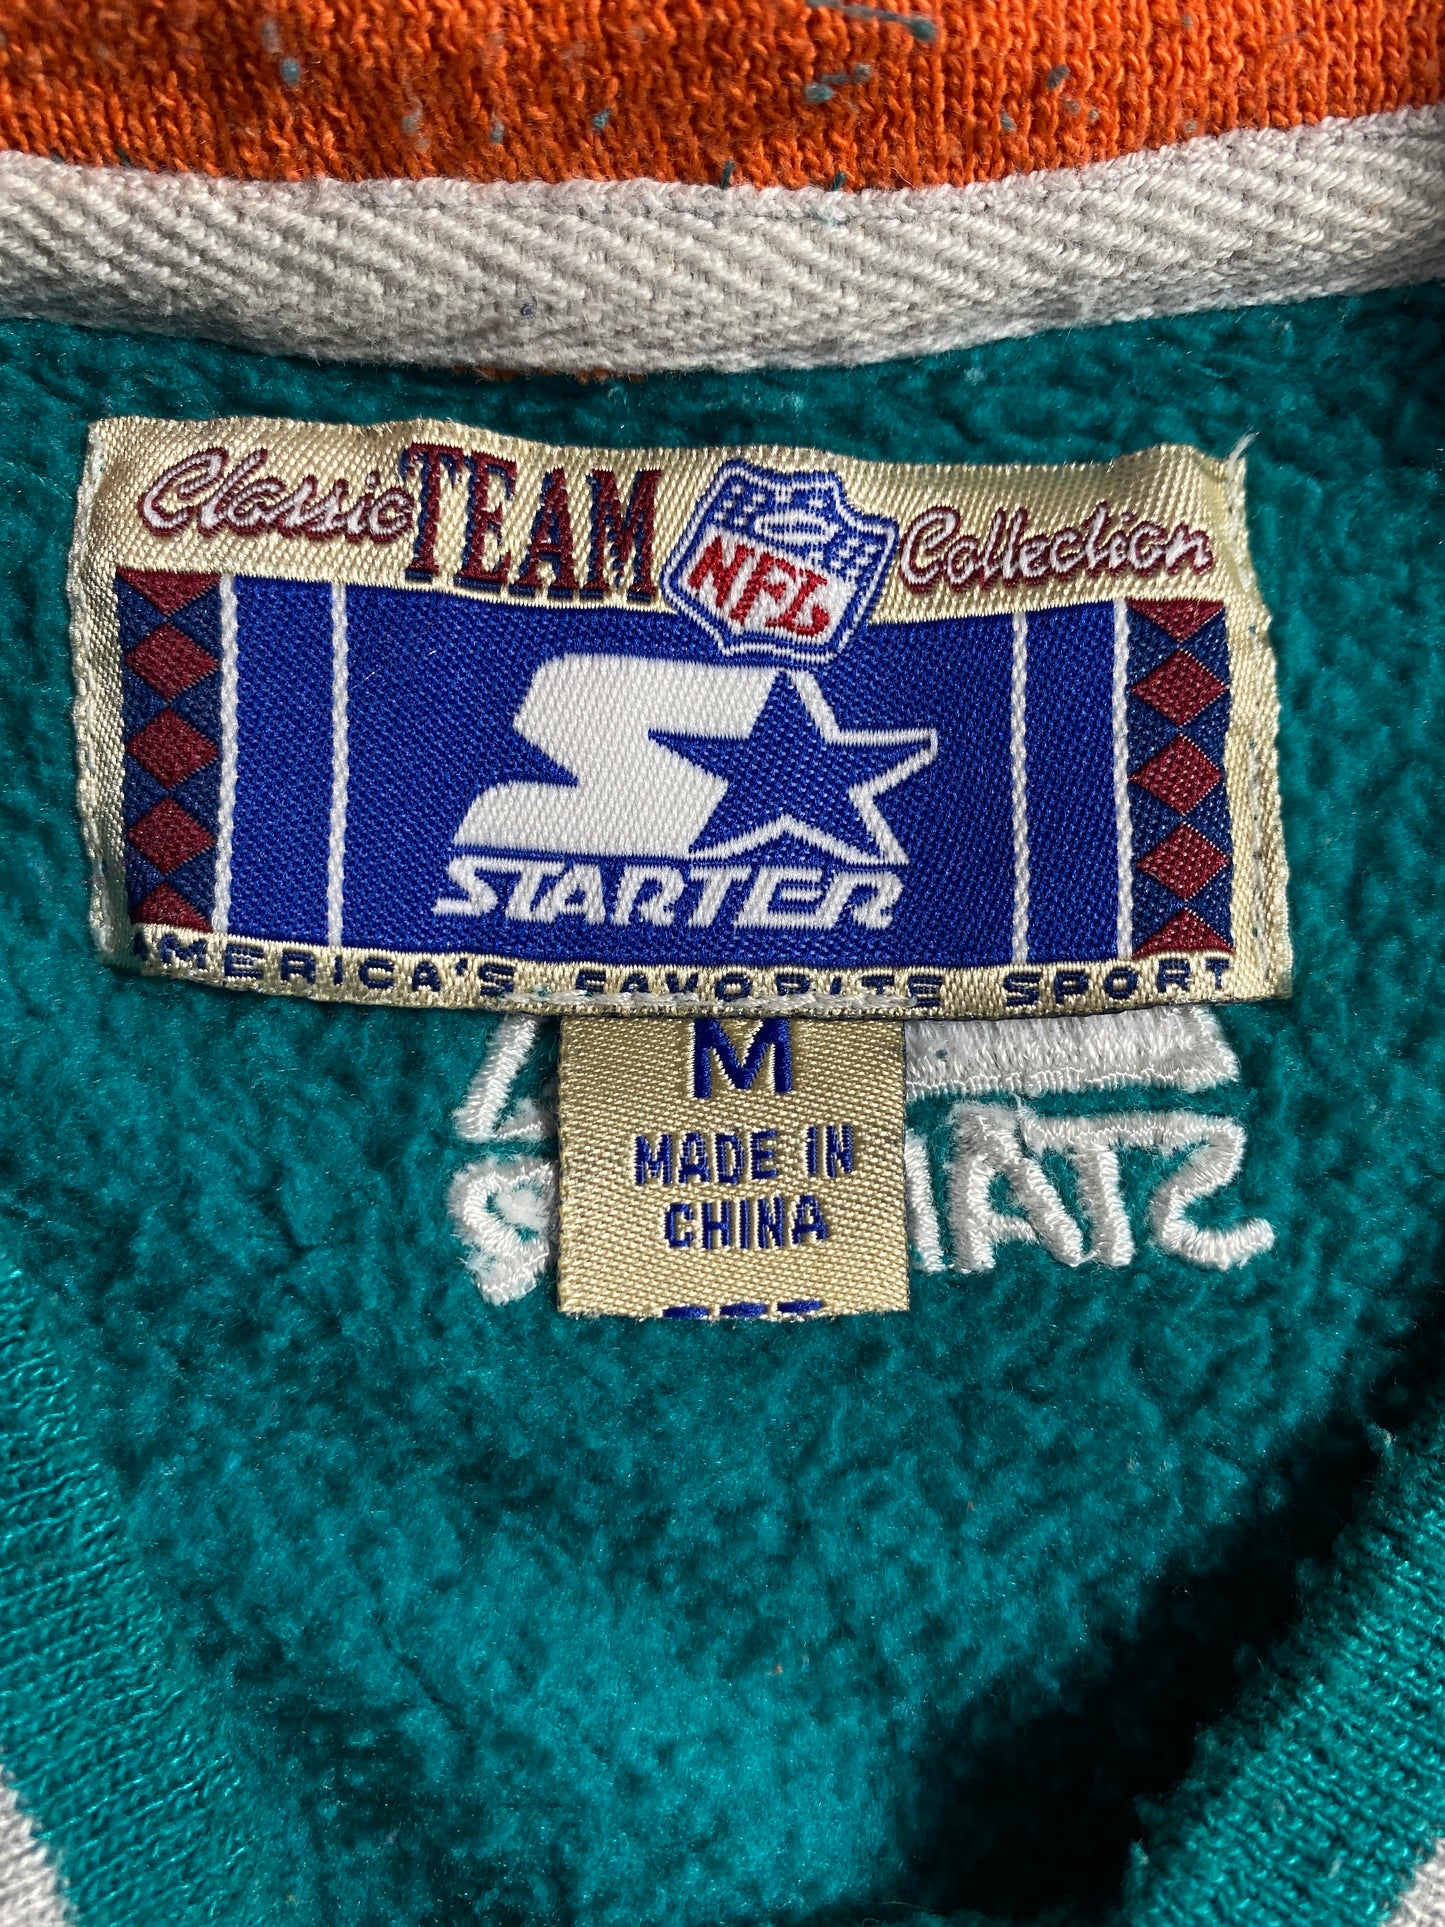 Classic TEAM NFL Collection
STARTER
AMERICA'S FAVORITE SPORT
M
MADE IN
CHINA